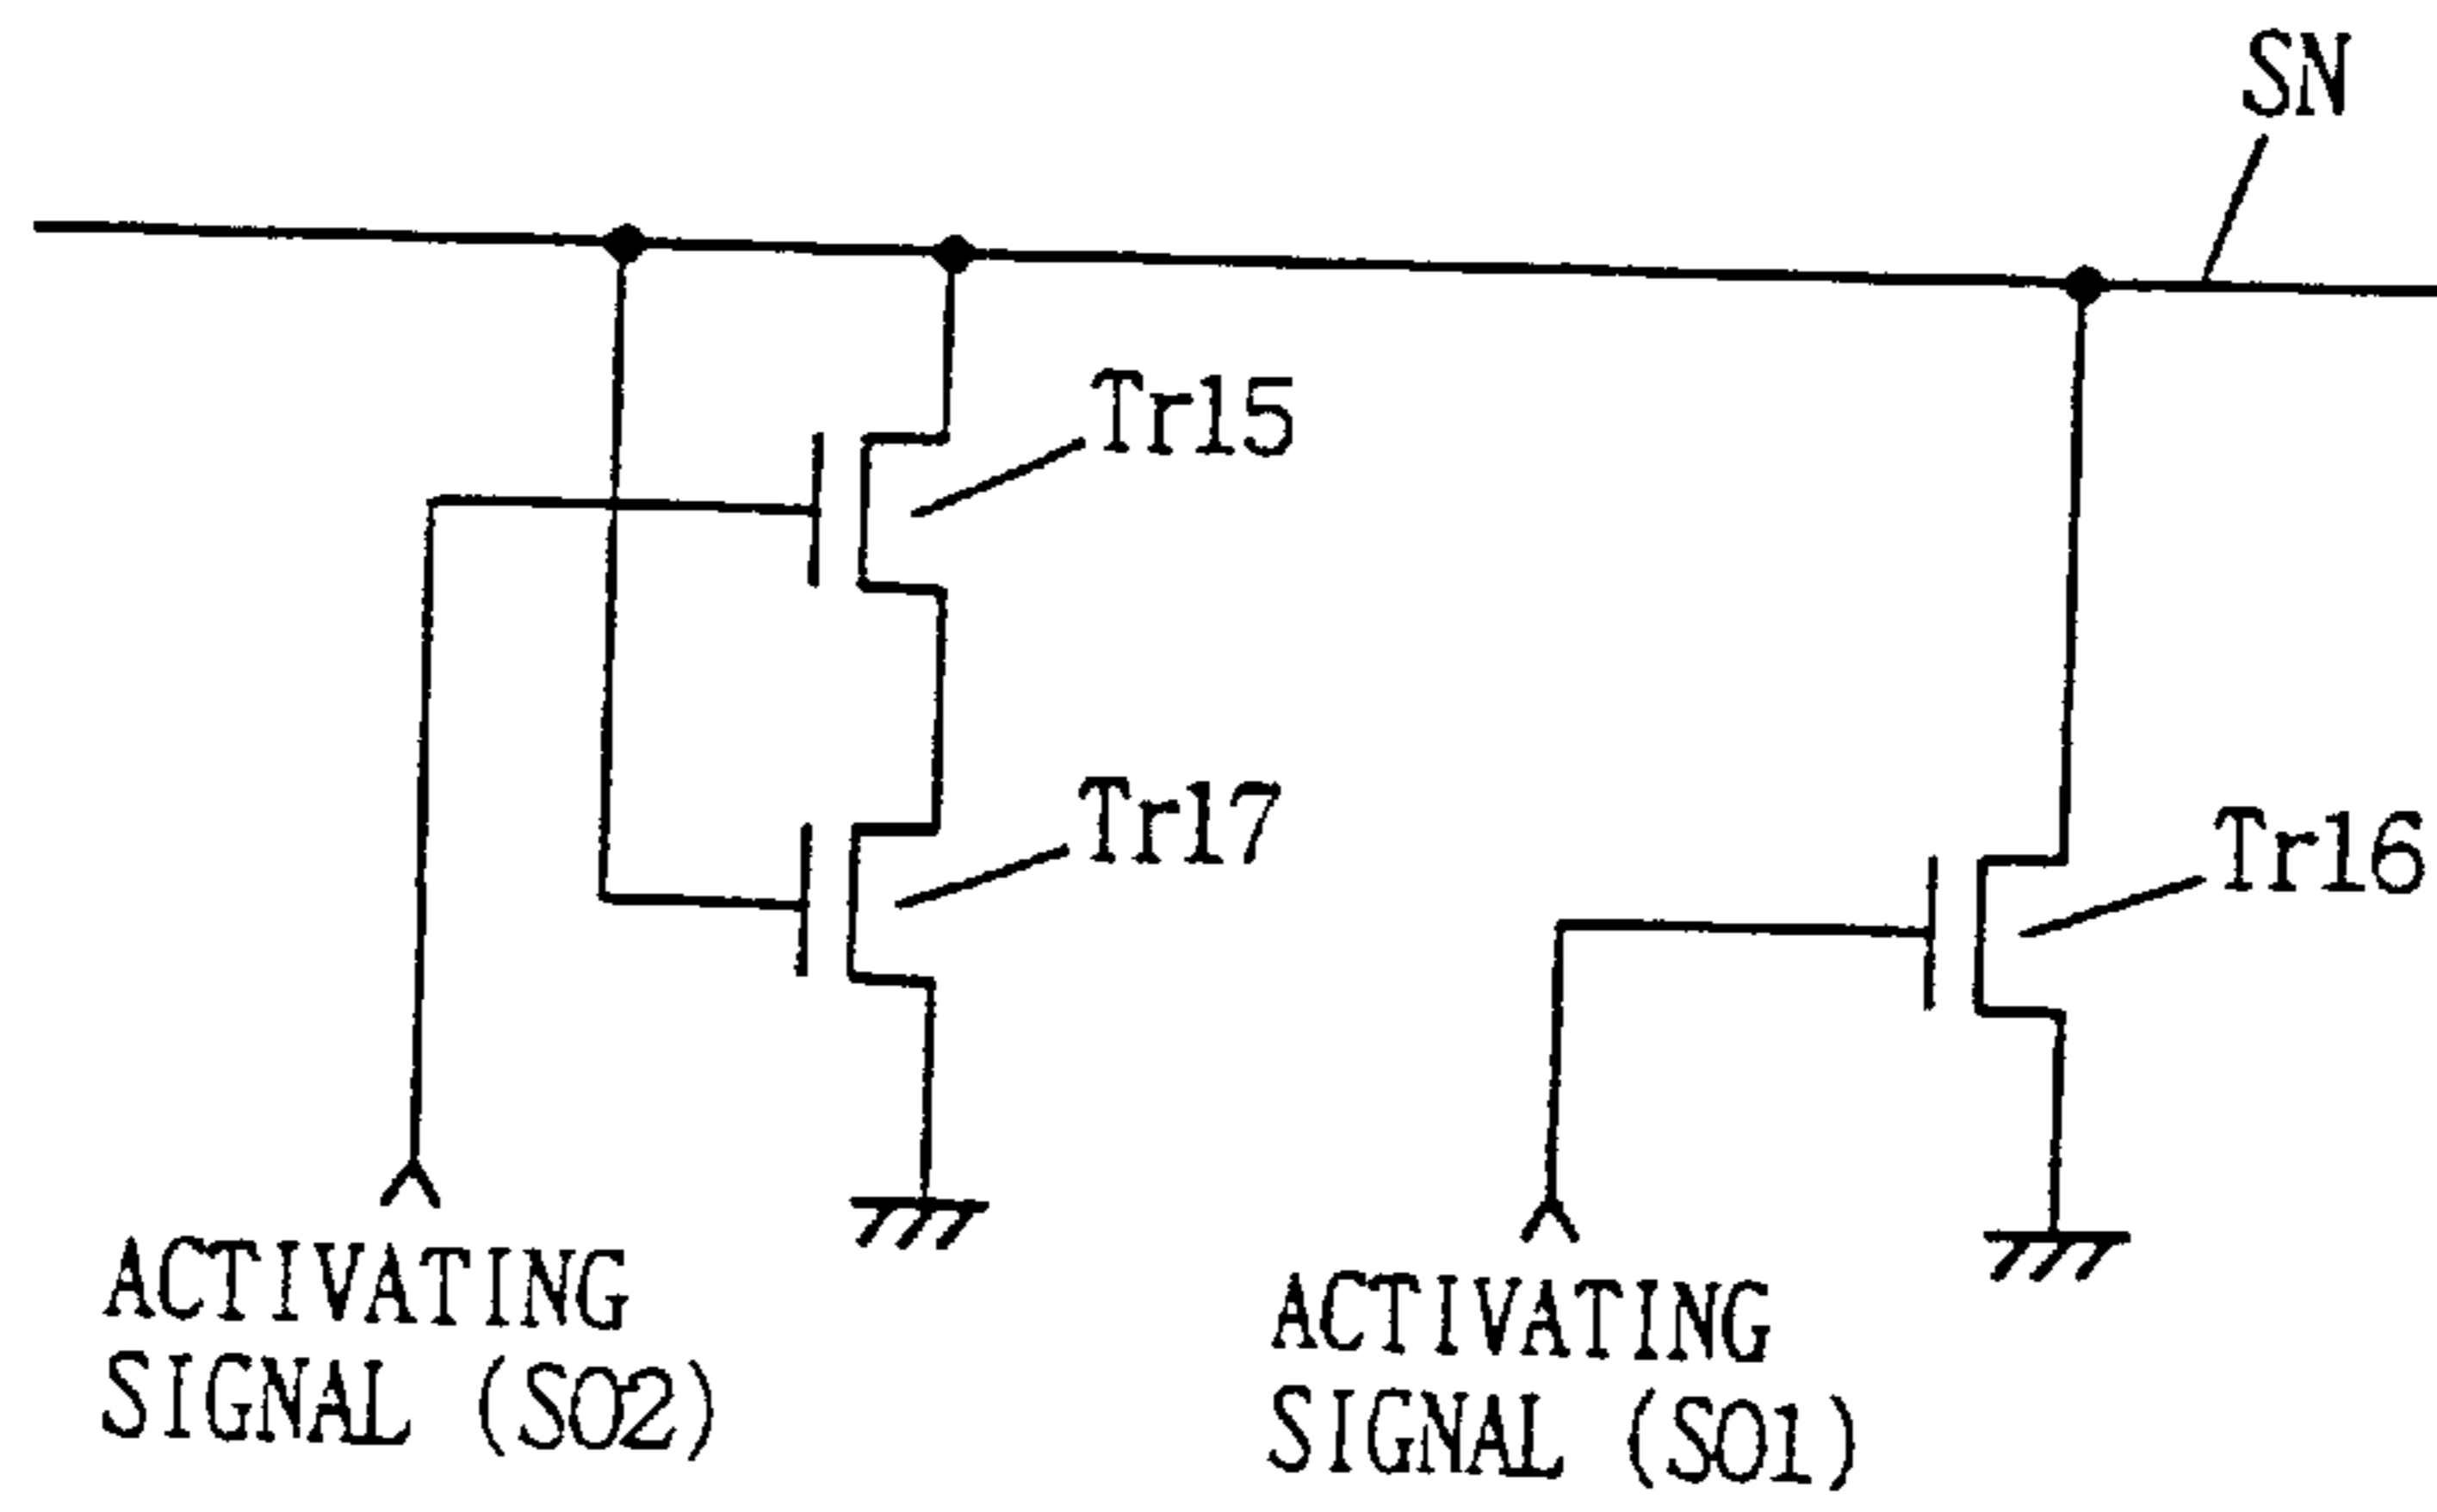 SN
Tr15
Tr17
Tr16
ACTIVATING
SIGNAL (SO2)
ACTIVATING
SIGNAL (SO1)